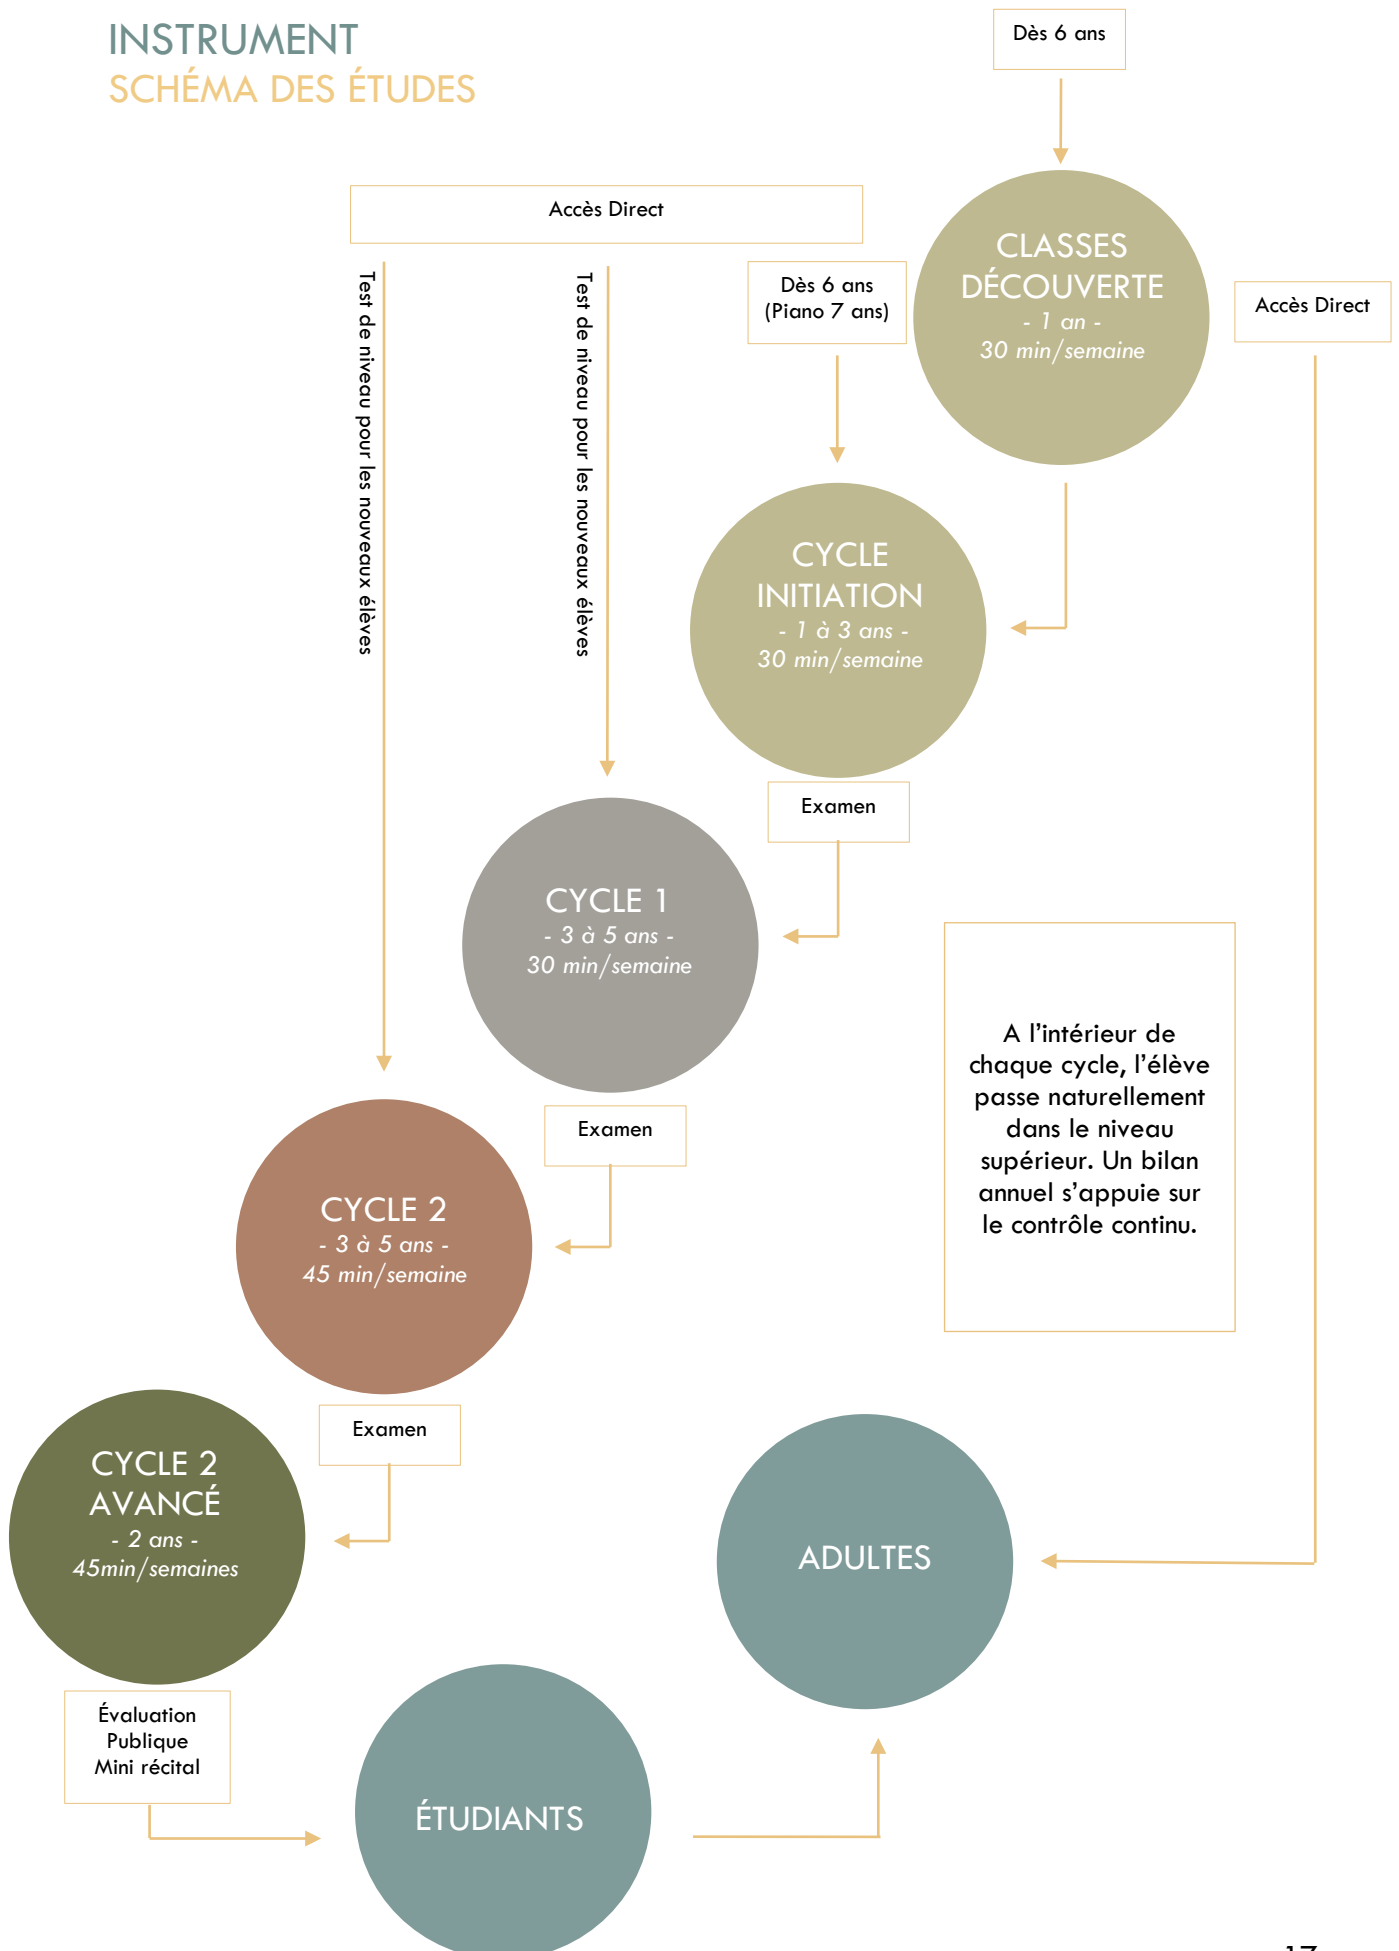 INSTRUMENT
SCHÉMA DES ÉTUDES
Dès 6 ans
Accès Direct
CLASSES
DÉCOUVERTE
- 1 an -
30 min/semaine
Dès 6 ans
(Piano 7 ans)
Accès Direct
Test de niveau pour les nouveaux élèves
Test de niveau pour les nouveaux élèves
CYCLE
INITIATION
- 1 à 3 ans -
30 min/semaine
Examen
CYCLE 1
- 3 à 5 ans -
30 min/semaine
A l'intérieur de
chaque cycle, l'élève
passe naturellement
dans le niveau
supérieur. Un bilan
annuel s'appuie sur
le contrôle continu.
Examen
CYCLE 2
- 3 à 5 ans -
45 min/semaine
Examen
CYCLE 2
AVANCÉ
- 2 ans -
45min/semaines
ADULTES
Évaluation
Publique
Mini récital
ÉTUDIANTS